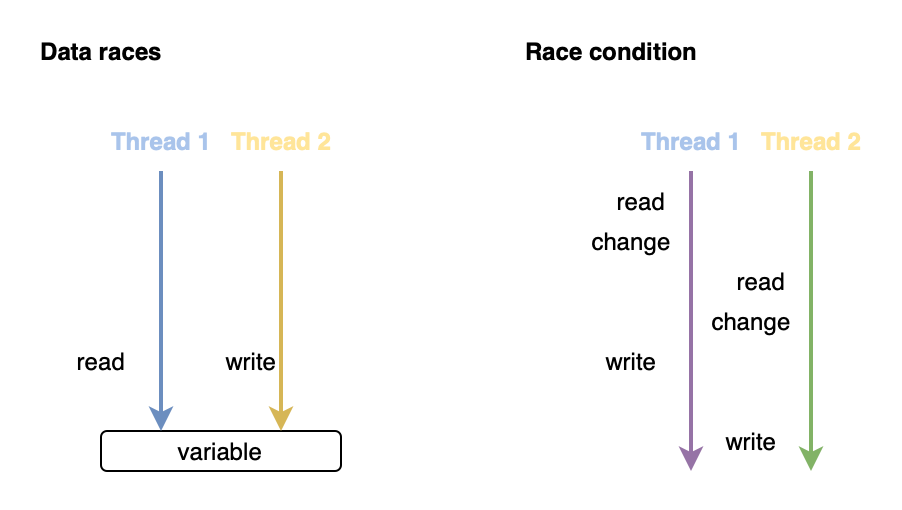 Data races
Thread 1
Thread 2
read
write
variable
Race condition
Thread 1
Thread 2
read
change
read
change
write
write